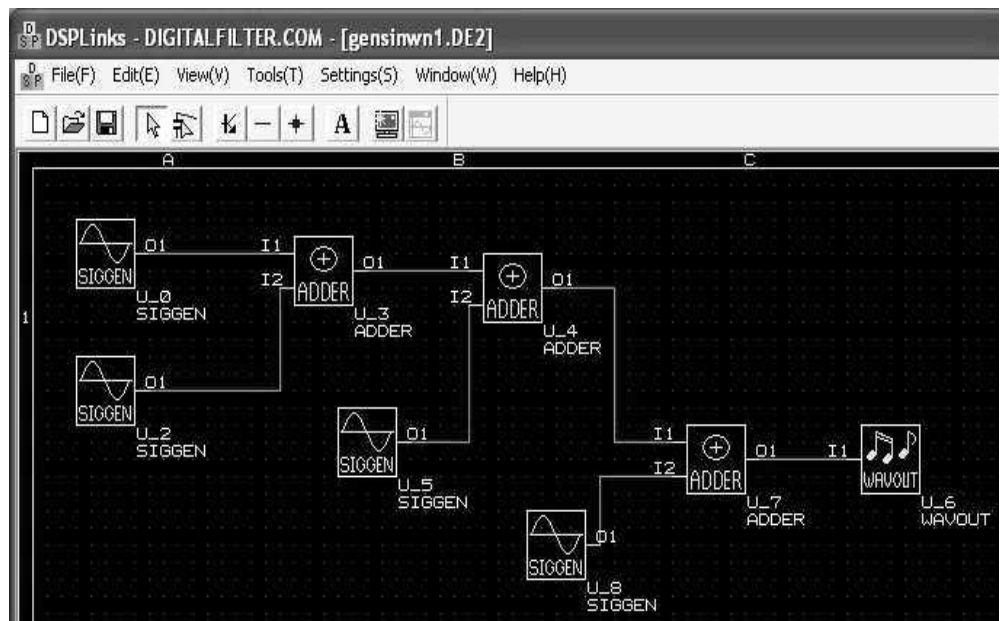 D
S P DSPLinks - DIGITALFILTER.COM - [gensinwn1.DE2]
D
S P File(F) Edit(E) View(V) Tools(T) Settings(S) Window(W) Help(H)
A
A B C
1
SIGGEN
O1
U_0
SIGGEN
I1
I2
ADDER
O1
U_3
ADDER
I1
I2
ADDER
O1
U_4
ADDER
SIGGEN
O1
U_2
SIGGEN
SIGGEN
O1
U_5
SIGGEN
I1
I2
ADDER
O1
U_7
ADDER
I1
WAVOUT
U_6
WAVOUT
SIGGEN
O1
U_8
SIGGEN